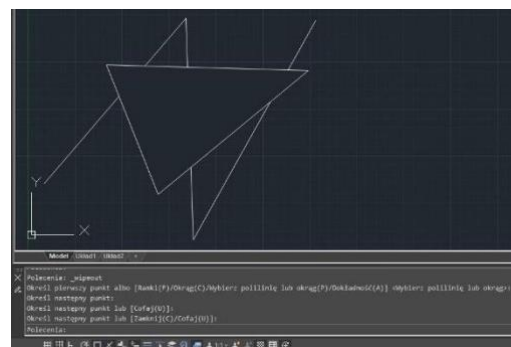 Y
X
Model Układ1 Układ2 +
Polecenie: _wipeout
Określ pierwszy punkt albo [Ramki(F)/Okrąg(C)/Wybierz polilinię lub okrąg(P)/Dokładność(A)] <Wybierz polilinię lub okrąg>:
Określ następny punkt:
Określ następny punkt lub [Cofaj(U)]:
Określ następny punkt lub [Zamknij(C)/Cofaj(U)]:
Polecenie: